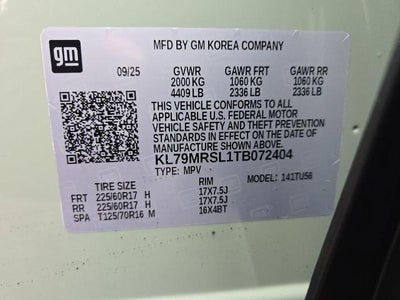 gm
MFD BY GM KOREA COMPANY
09/25 GVWR GAWR FRT GAWR RR
2000 KG 1060 KG 1060 KG
4409 LB 2336 LB 2336 LB
THIS VEHICLE CONFORMS TO ALL
APPLICABLE U.S. FEDERAL MOTOR
VEHICLE SAFETY AND THEFT PREVENTION
STANDARDS IN EFFECT ON THE DATE OF
MANUFACTURE SHOWN ABOVE.
KL79MRSL1TB072404
TYPE: MPV MODEL: 141TU56
TIRE SIZE RIM
FRT 225/60R17 H 17X7.5J
RR 225/60R17 H 17X7.5J
SPA T125/70R16 M 16X4BT